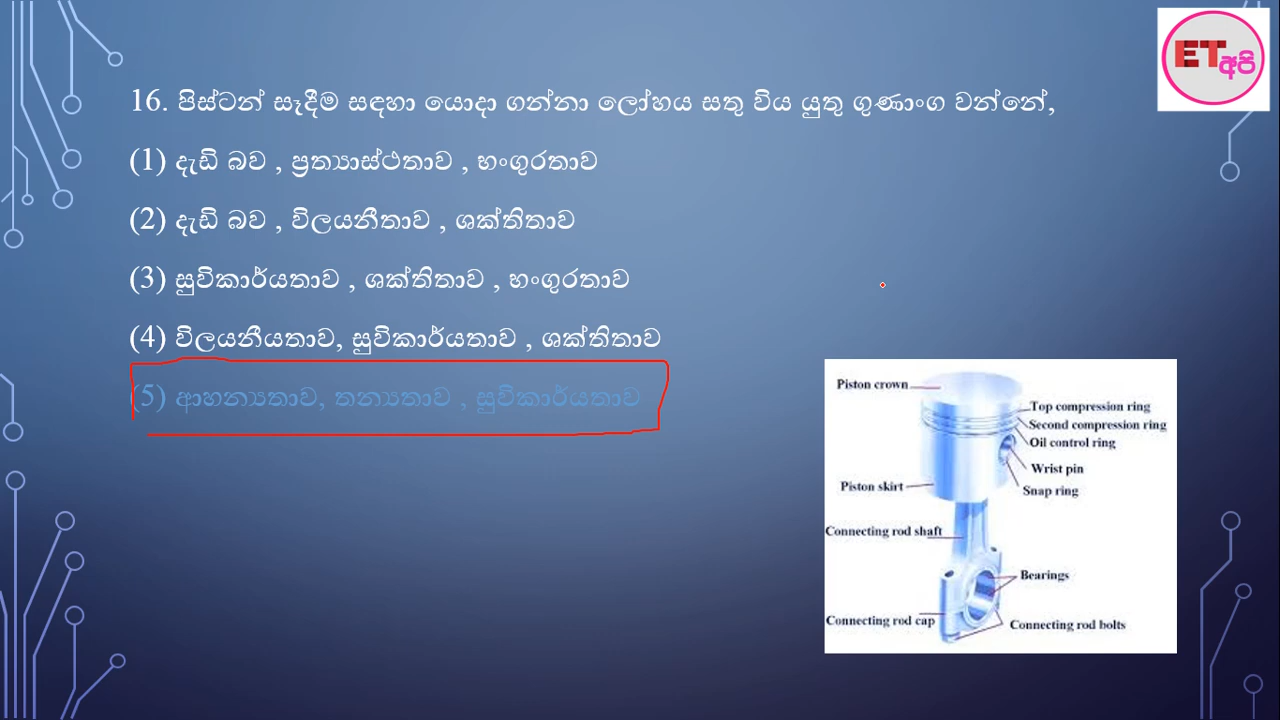 ET
අපි
16. පිස්ටන් සෑදීම සඳහා යොදා ගන්නා ලෝහය සතු විය යුතු ගුණාංග වන්නේ,
(1) දැඩි බව , ප්‍රත්‍යාස්ථතාව , භංගුරතාව
(2) දැඩි බව , විලයනීතාව , ශක්තිතාව
(3) සුවිකාර්යතාව , ශක්තිතාව , භංගුරතාව
(4) විලයනීයතාව, සුවිකාර්යතාව , ශක්තිතාව
(5) ආහන්‍යතාව, තන්‍යතාව , සුවිකාර්යතාව
Piston crown
Top compression ring
Second compression ring
Oil control ring
Wrist pin
Piston skirt
Snap ring
Connecting rod shaft
Bearings
Connecting rod cap
Connecting rod bolts